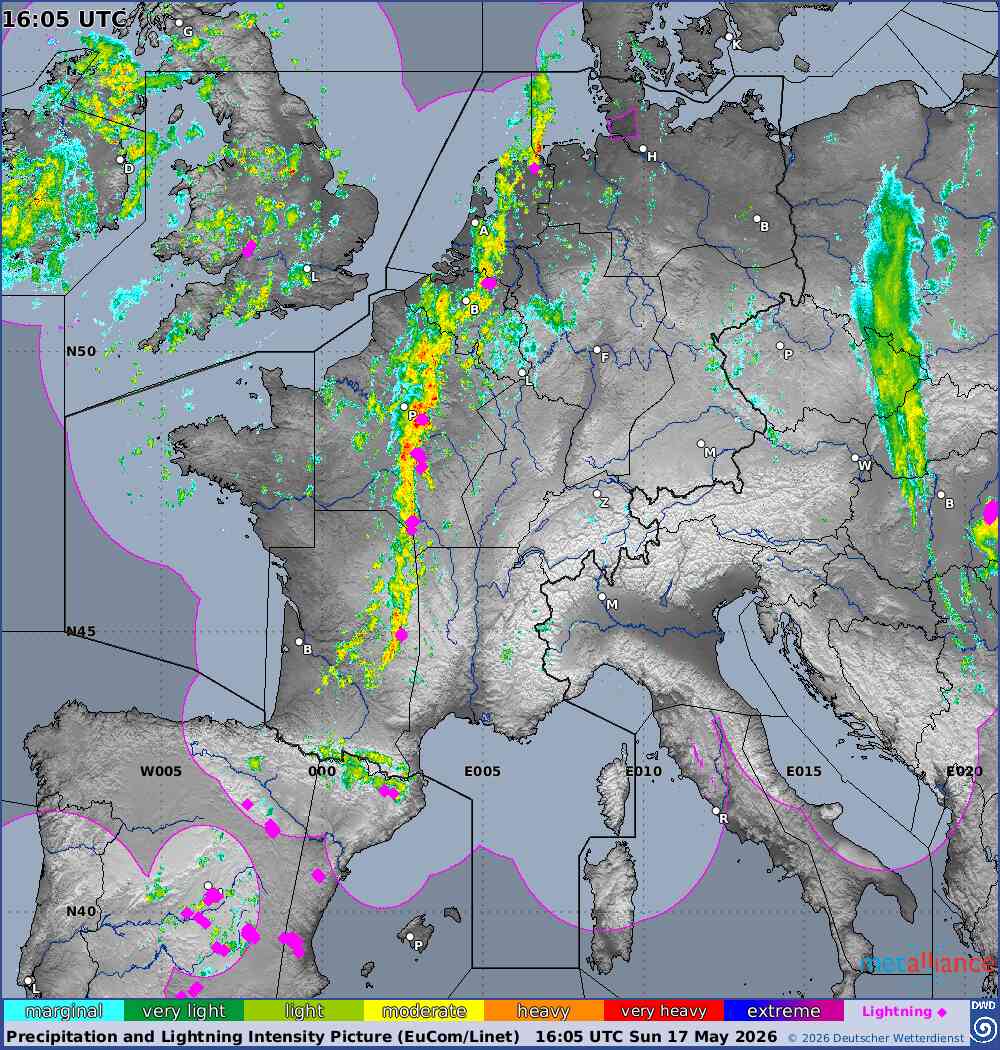 16:05 UTC
G
K
N55
D
H
A
B
L
B
N50
F
P
L
P
M
W
B
Z
M
N45
B
W005
000
E005
E010
E015
E020
R
N40
P
L
metalliance
marginal
very light
light
moderate
heavy
very heavy
extreme
Lightning
DWD
Precipitation and Lightning Intensity Picture (EuCom/Linet) 16:05 UTC Sun 17 May 2026 © 2026 Deutscher Wetterdienst